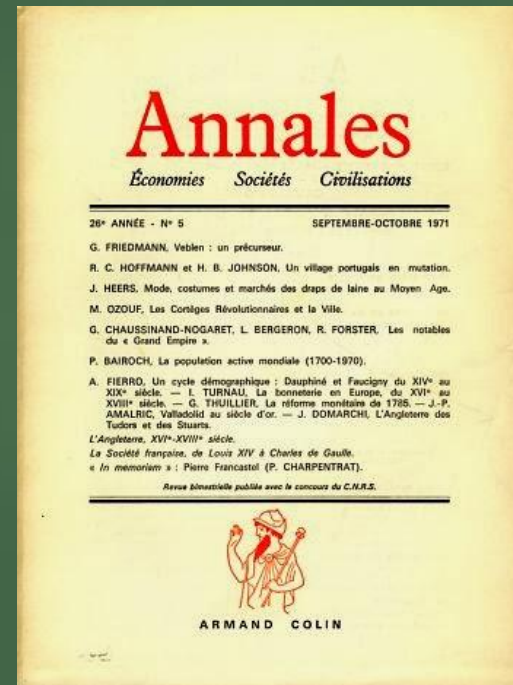 Annales
Économies Sociétés Civilisations
26e ANNÉE - N° 5 SEPTEMBRE-OCTOBRE 1971
G. FRIEDMANN, Veblen : un précurseur.
R. C. HOFFMANN et H. B. JOHNSON, Un village portugais en mutation.
J. HEERS, Mode, costumes et marchés des draps de laine au Moyen Age.
M. OZOUF, Les Cortèges Révolutionnaires et la Ville.
G. CHAUSSINAND-NOGARET, L. BERGERON, R. FORSTER, Les notables
du « Grand Empire ».
P. BAIROCH, La population active mondiale (1700-1970).
A. FIERRO, Un cycle démographique : Dauphiné et Faucigny du XIVe au
XIXe siècle. — I. TURNAU, La bonneterie en Europe, du XVIe au
XVIIIe siècle. — G. THUILLIER, La réforme monétaire de 1785. — J.-P.
AMALRIC, Valladolid au siècle d'or. — J. DOMARCHI, L'Angleterre des
Tudors et des Stuarts.
L'Angleterre, XVIe-XVIIIe siècle.
La Société française, de Louis XIV à Charles de Gaulle.
« In memoriam » : Pierre Francastel (P. CHARPENTRAT).
Revue bimestrielle publiée avec le concours du C.N.R.S.
ARMAND COLIN